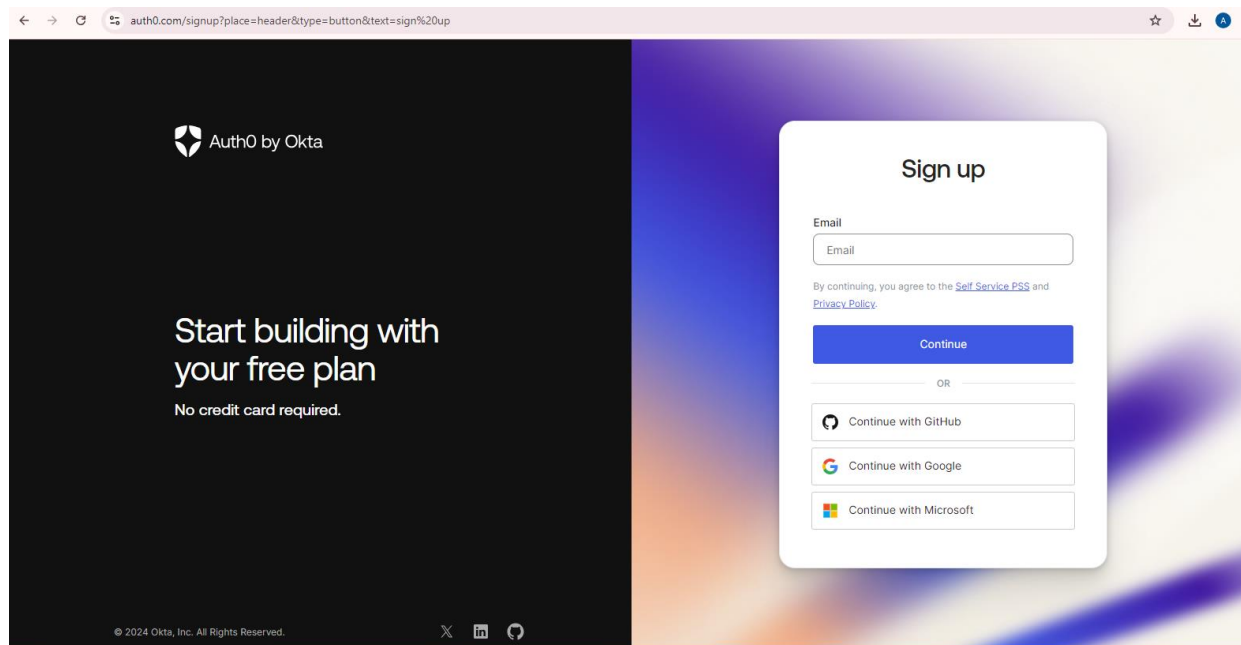 auth0.com/signup?place=header&type=button&text=sign%20up
A
Auth0 by Okta
Start building with
your free plan
No credit card required.
© 2024 Okta, Inc. All Rights Reserved.
X
in
Sign up
Email
Email
By continuing, you agree to the Self Service PSS and
Privacy Policy.
Continue
OR
Continue with GitHub
Continue with Google
Continue with Microsoft